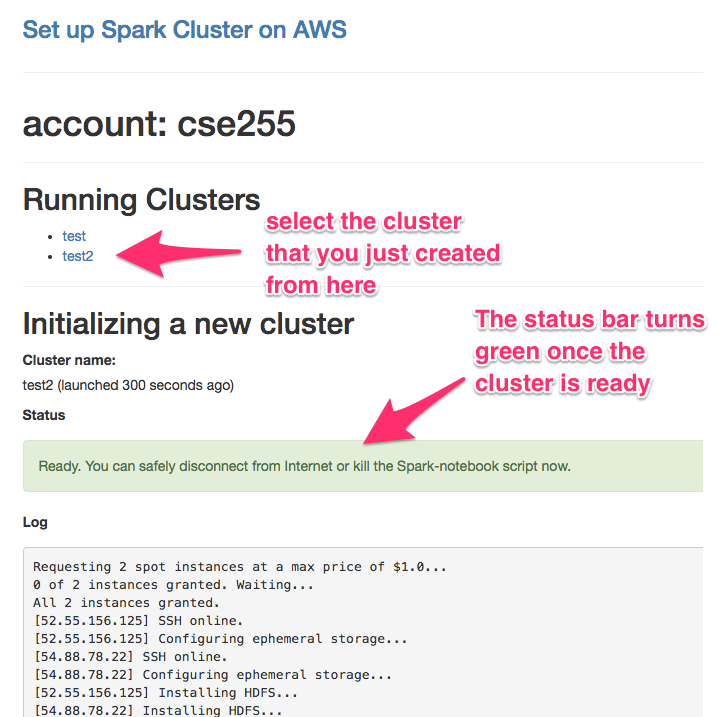 Set up Spark Cluster on AWS
account: cse255
Running Clusters
test
test2
select the cluster
that you just created
from here
Initializing a new cluster
The status bar turns
green once the
cluster is ready
Cluster name:
test2 (launched 300 seconds ago)
Status
Ready. You can safely disconnect from Internet or kill the Spark-notebook script now.
Log
Requesting 2 spot instances at a max price of $1.0...
0 of 2 instances granted. Waiting...
All 2 instances granted.
[52.55.156.125] SSH online.
[52.55.156.125] Configuring ephemeral storage...
[54.88.78.22] SSH online.
[54.88.78.22] Configuring ephemeral storage...
[52.55.156.125] Installing HDFS...
[54.88.78.22] Installing HDFS...